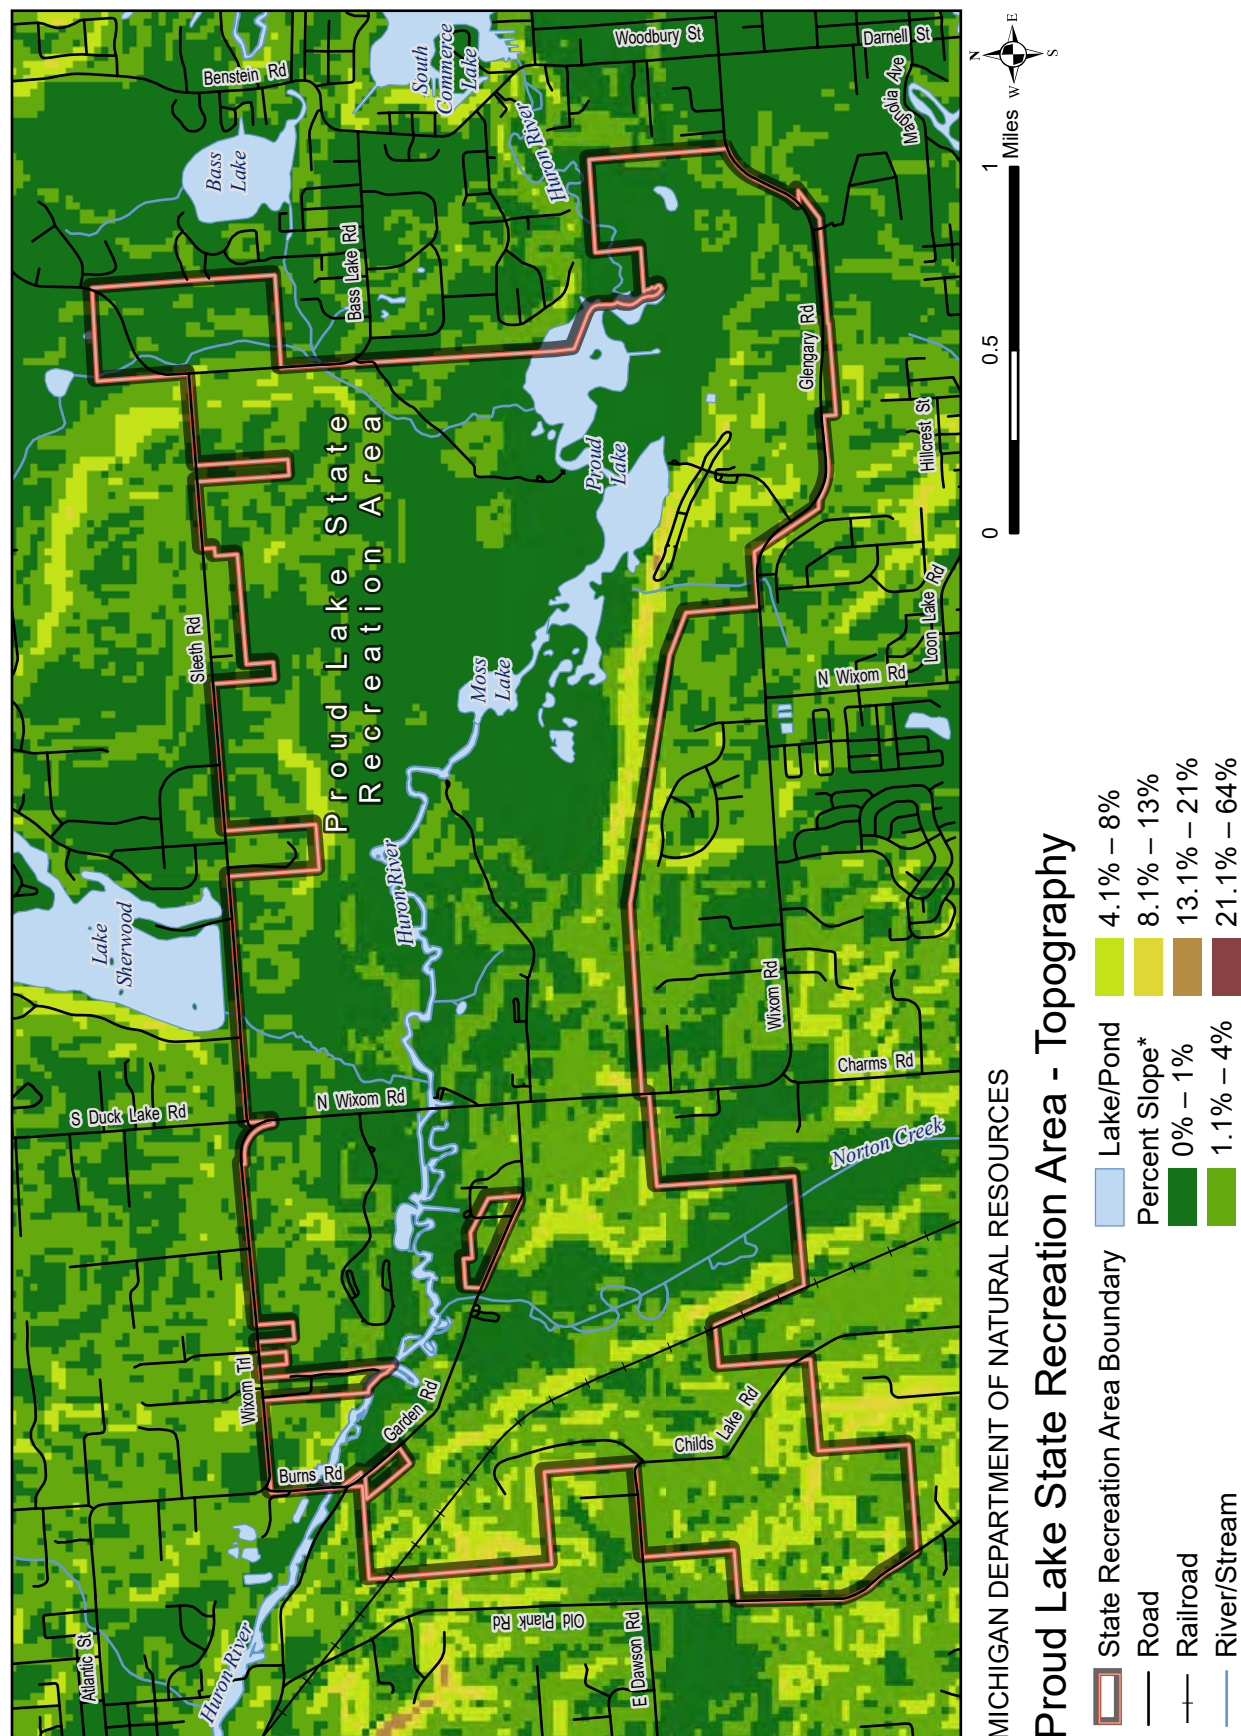 Atlantic St
Huron River
Wixom Trl
Burns Rd
Garden Rd
Old Plank Rd
E Dawson Rd
Childs Lake Rd
S Duck Lake Rd
N Wixom Rd
Norton Creek
Charms Rd
Wixom Rd
Lake
Sherwood
Huron River
Sleeth Rd
Proud Lake State
Recreation Area
Moss
Lake
N Wixom Rd
Loon Lake Rd
Hillcrest St
Proud
Lake
Glengary Rd
Bass Lake Rd
Bass
Lake
Benstein Rd
South
Commerce
Lake
Huron River
Woodbury St
Darnell St
Magnolia Ave
MICHIGAN DEPARTMENT OF NATURAL RESOURCES
Proud Lake State Recreation Area - Topography
State Recreation Area Boundary
Road
Railroad
River/Stream
Lake/Pond
Percent Slope*
0% – 1%
1.1% – 4%
4.1% – 8%
8.1% – 13%
13.1% – 21%
21.1% – 64%
0 0.5 1
Miles
N
E
S
W